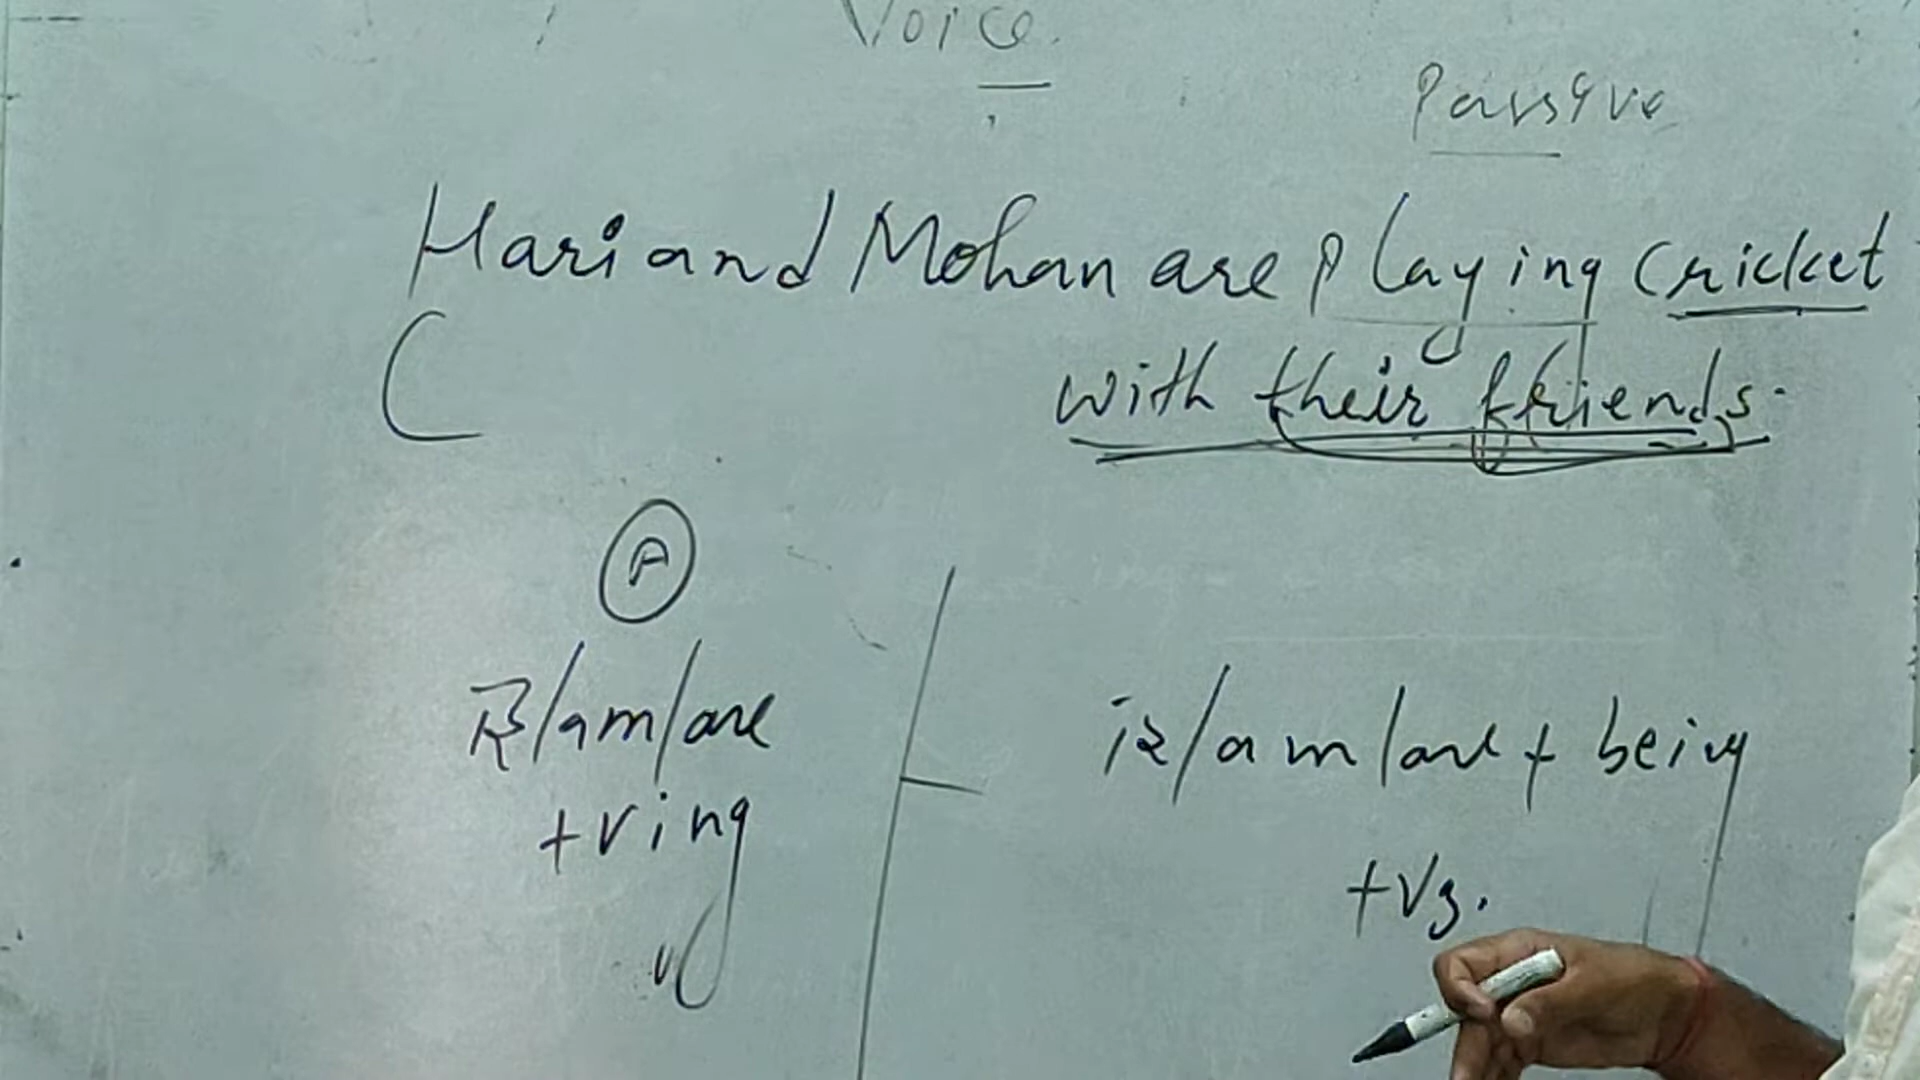 Voice.
Passive
Hari and Mohan are playing cricket
with their friends.
A
is/am/are
+ving
is/am/are + being
+V3.